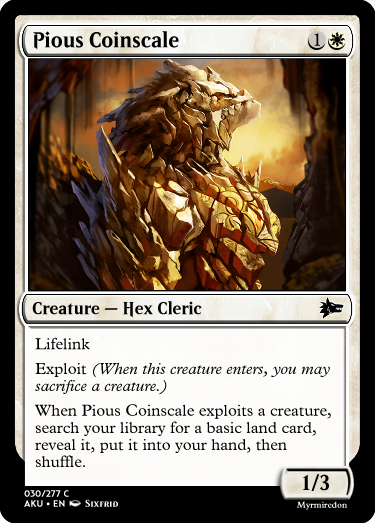 Pious Coinscale 1
Creature — Hex Cleric
Lifelink
Exploit (When this creature enters, you may
sacrifice a creature.)
When Pious Coinscale exploits a creature,
search your library for a basic land card,
reveal it, put it into your hand, then
shuffle.
1/3
030/277 C
AKU • EN Sixfrid
Myrmiredon